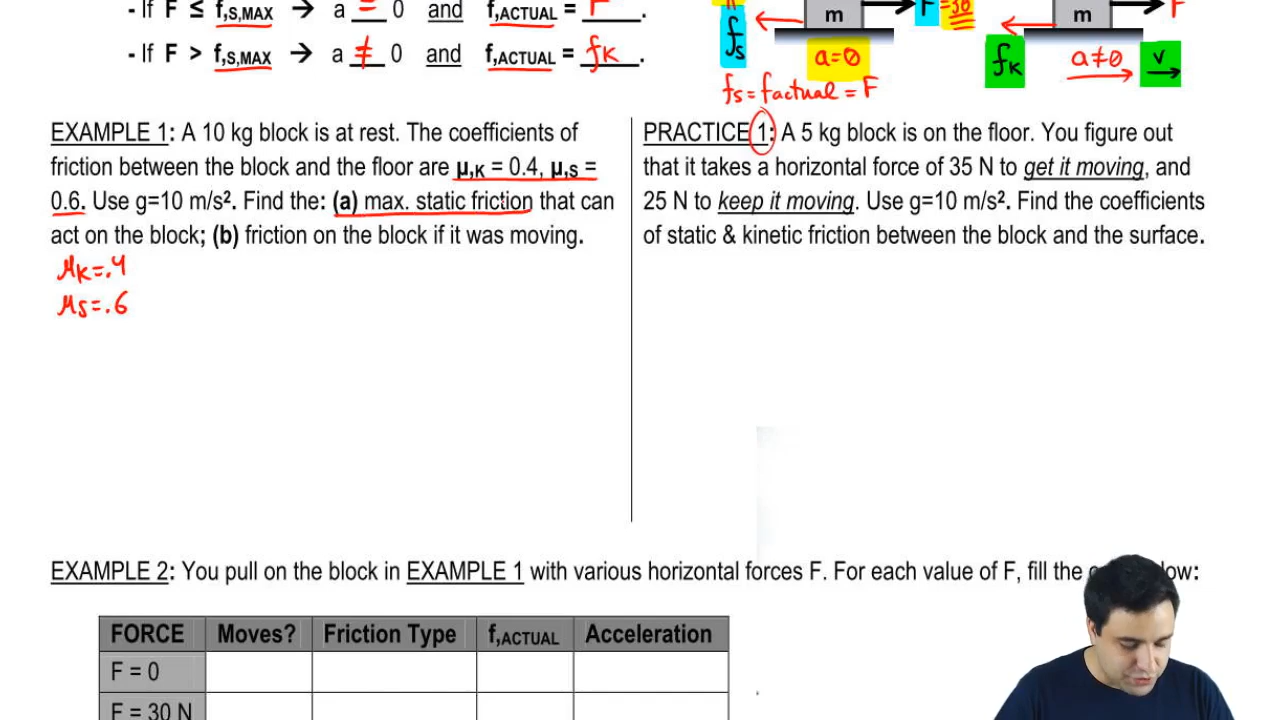 - If F ≤ f,S,MAX → a = 0 and f,ACTUAL = F.
- If F > f,S,MAX → a ≠ 0 and f,ACTUAL = fK.
fs m F =30
a=0
fs = factual = F
m F
fK a≠0 v
EXAMPLE 1: A 10 kg block is at rest. The coefficients of
friction between the block and the floor are μ,K = 0.4, μ,S =
0.6. Use g=10 m/s². Find the: (a) max. static friction that can
act on the block; (b) friction on the block if it was moving.
μK=.4
μS=.6
PRACTICE 1: A 5 kg block is on the floor. You figure out
that it takes a horizontal force of 35 N to get it moving, and
25 N to keep it moving. Use g=10 m/s². Find the coefficients
of static & kinetic friction between the block and the surface.
EXAMPLE 2: You pull on the block in EXAMPLE 1 with various horizontal forces F. For each value of F, fill the
FORCE Moves? Friction Type f,ACTUAL Acceleration
F = 0
F = 30 N